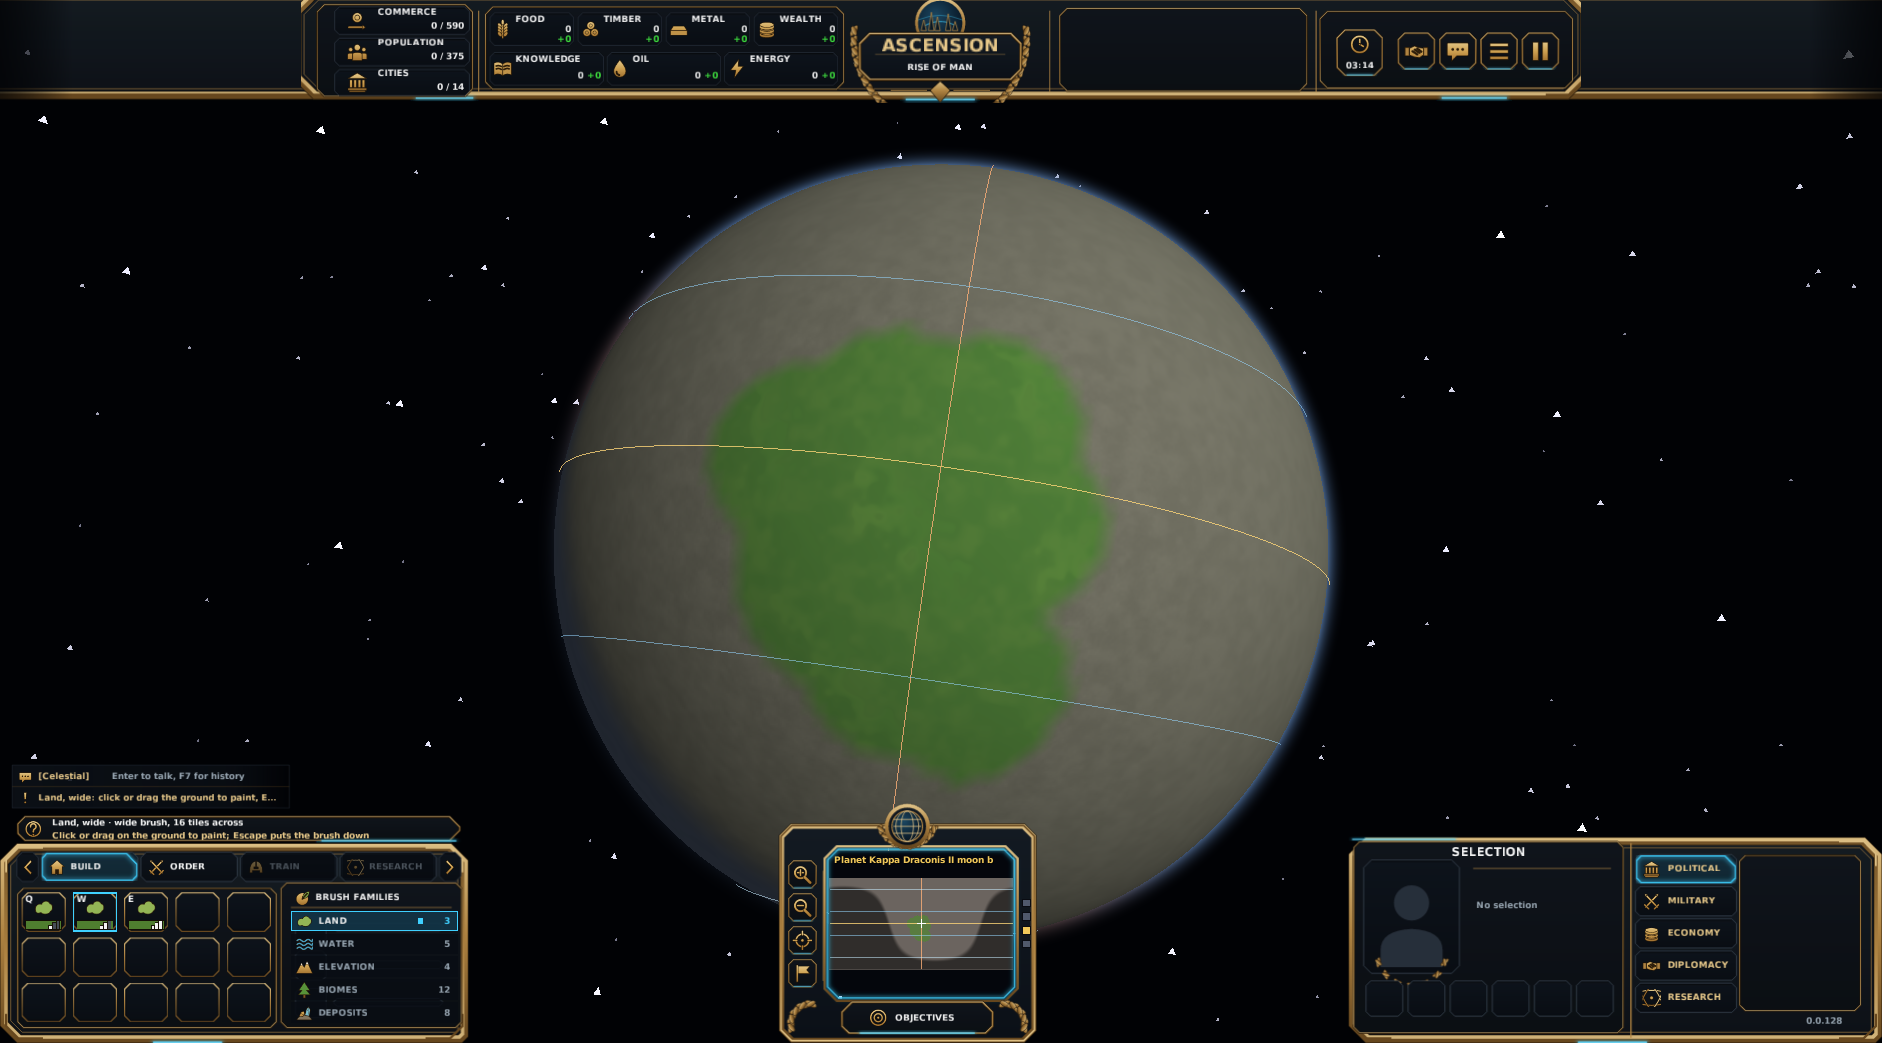 COMMERCE
0 / 590
POPULATION
0 / 375
CITIES
0 / 14
FOOD
0
+0
TIMBER
0
+0
METAL
0
+0
WEALTH
0
+0
KNOWLEDGE
0 +0
OIL
0 +0
ENERGY
0 +0
ASCENSION
RISE OF MAN
03:14
[Celestial] Enter to talk, F7 for history
! Land, wide: click or drag the ground to paint, E...
Land, wide - wide brush, 16 tiles across
Click or drag on the ground to paint; Escape puts the brush down
BUILD
ORDER
TRAIN
RESEARCH
Q
W
E
BRUSH FAMILIES
LAND 3
WATER 5
ELEVATION 4
BIOMES 12
DEPOSITS 8
Planet Kappa Draconis II moon b
OBJECTIVES
SELECTION
No selection
POLITICAL
MILITARY
ECONOMY
DIPLOMACY
RESEARCH
0.0.128